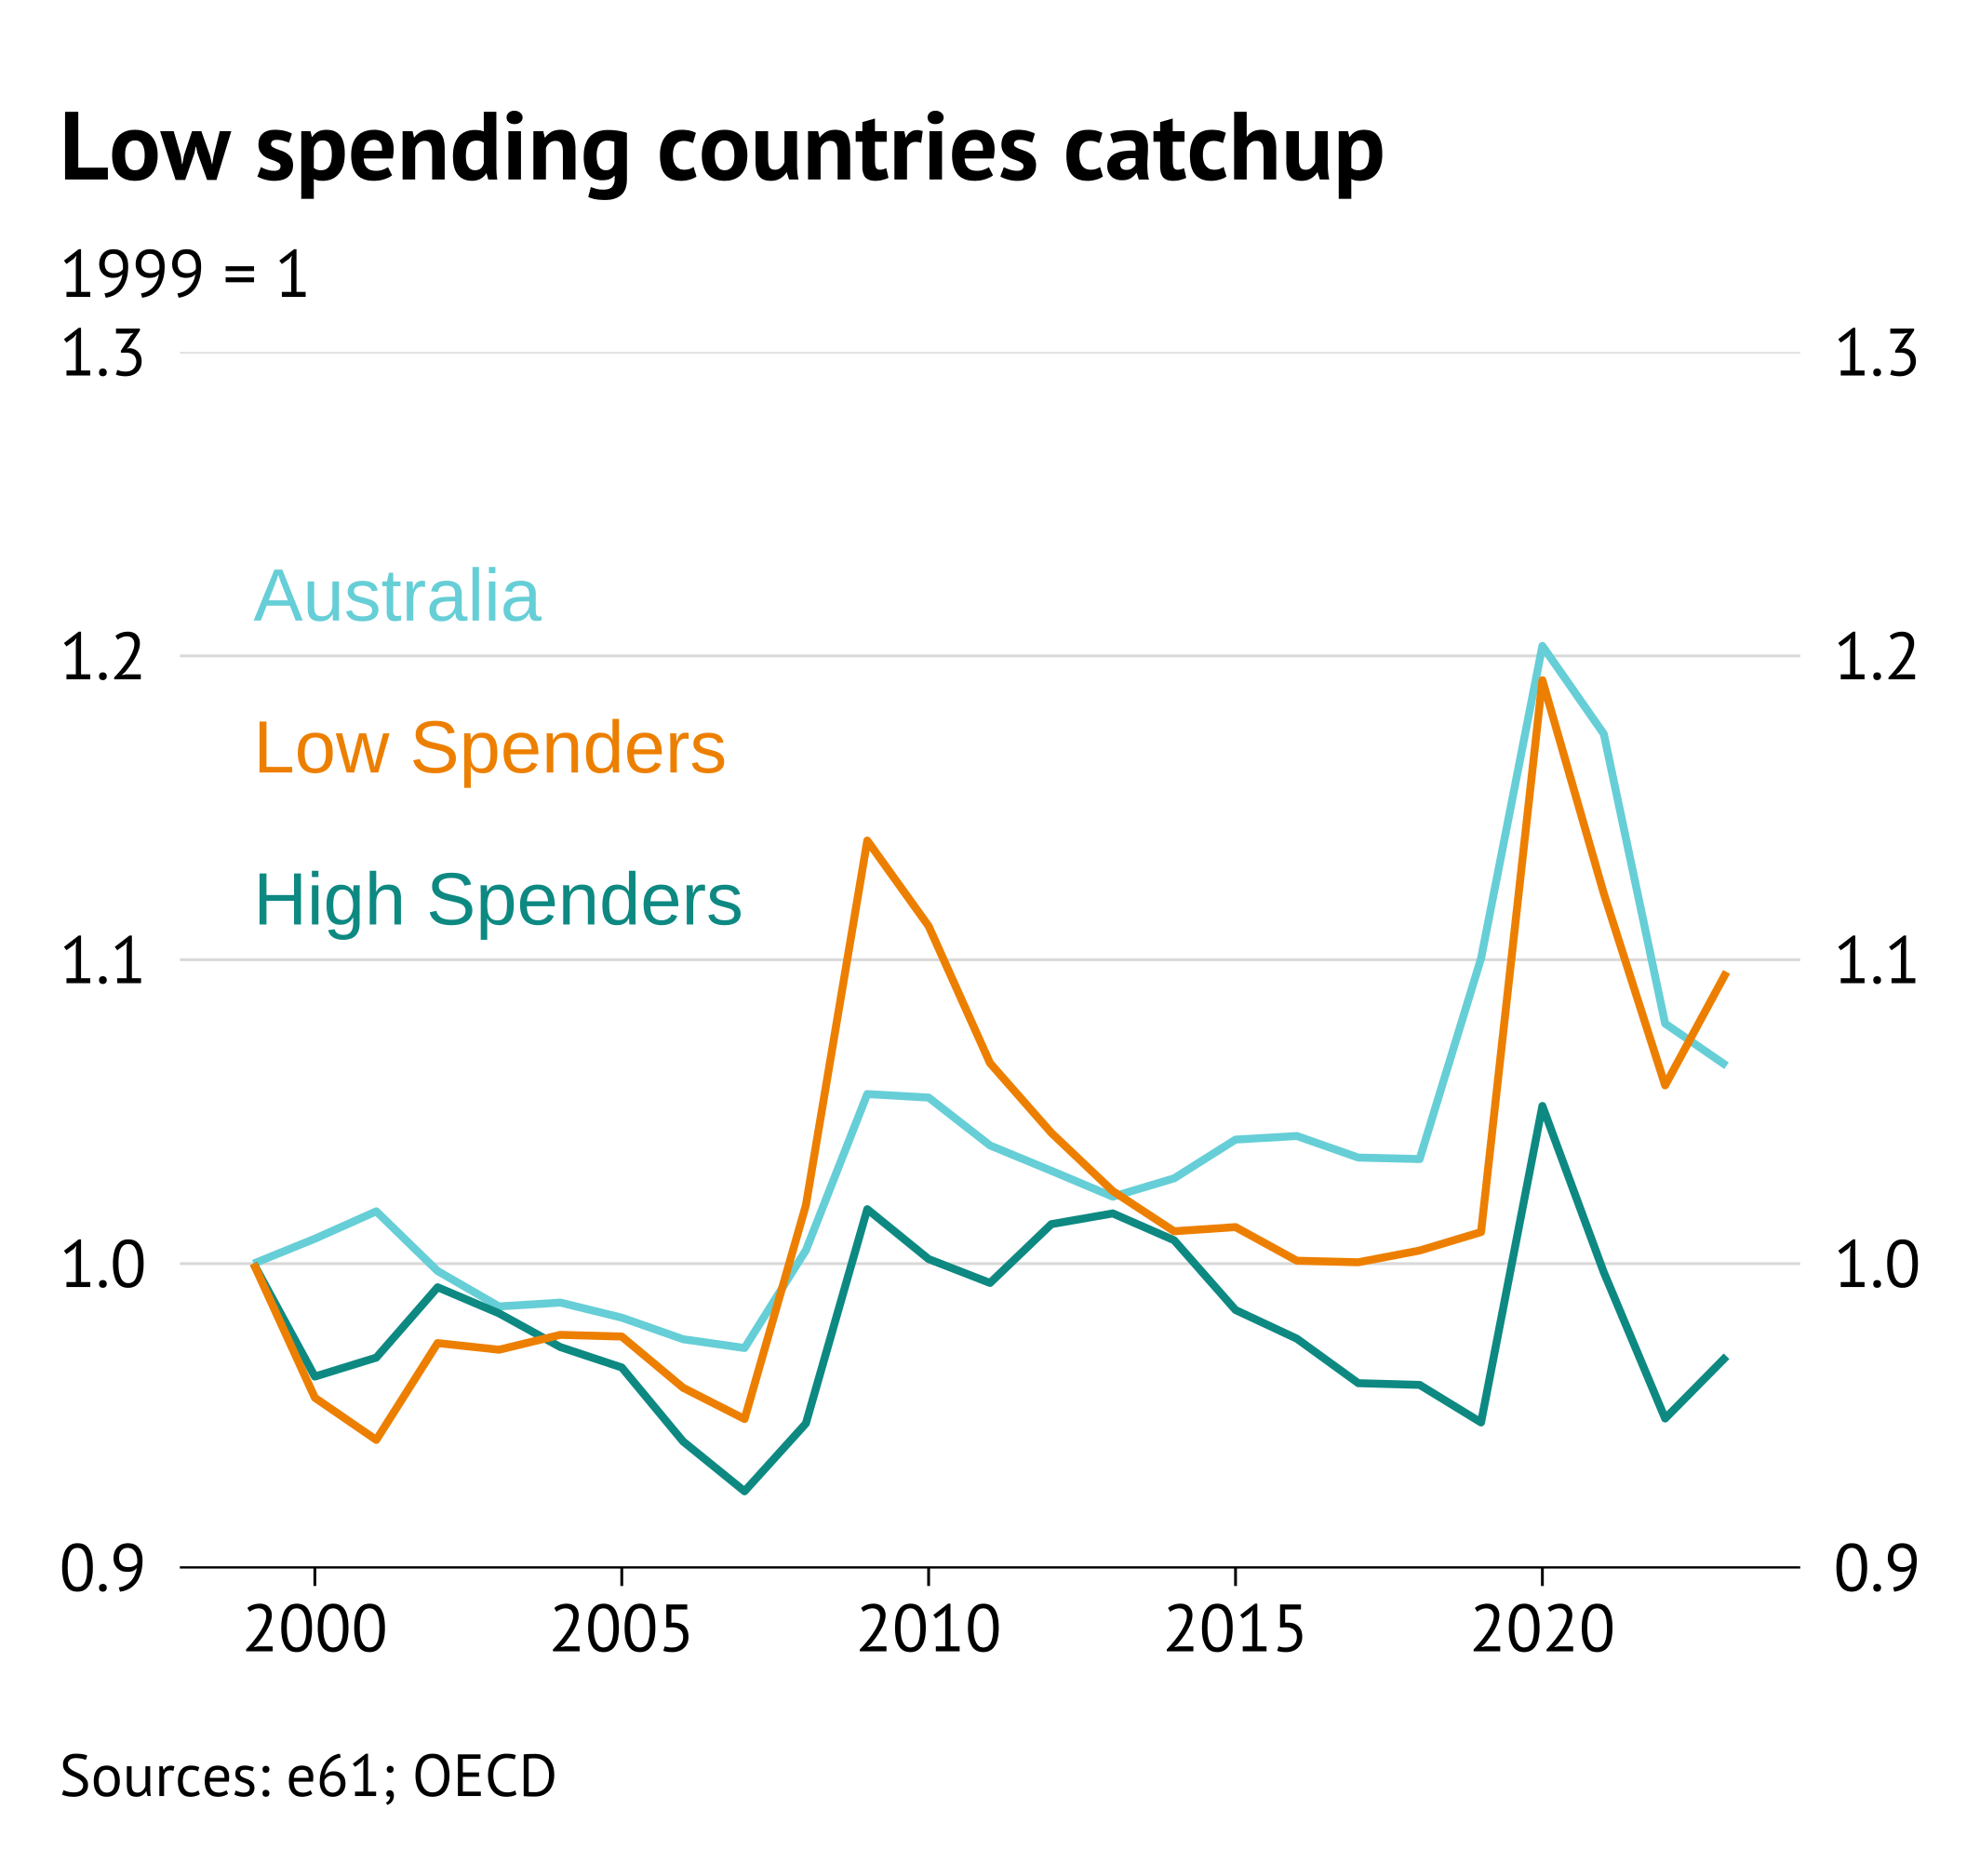 Low spending countries catchup
1999 = 1
1.3 1.3
Australia
1.2 1.2
Low Spenders
High Spenders
1.1 1.1
1.0 1.0
0.9 0.9
2000 2005 2010 2015 2020
Sources: e61; OECD